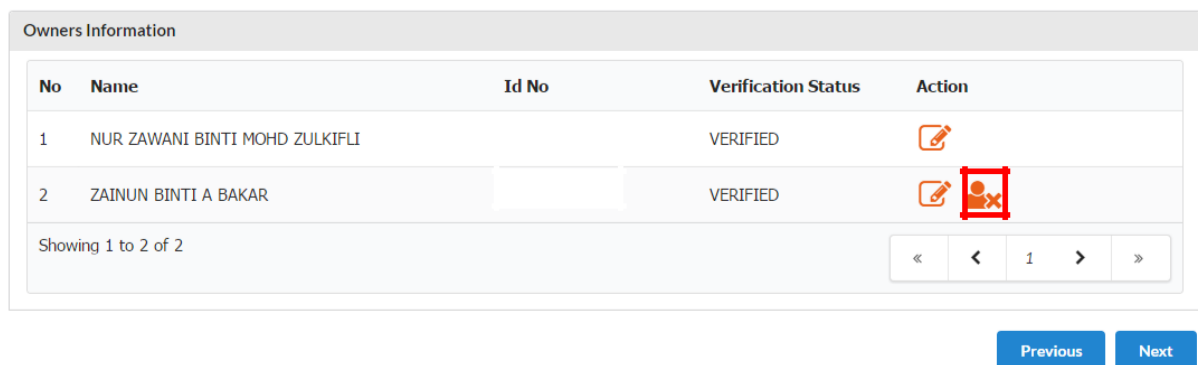 Owners Information
No Name Id No Verification Status Action
1 NUR ZAWANI BINTI MOHD ZULKIFLI VERIFIED
2 ZAINUN BINTI A BAKAR VERIFIED
Showing 1 to 2 of 2
« < 1 > »
Previous Next